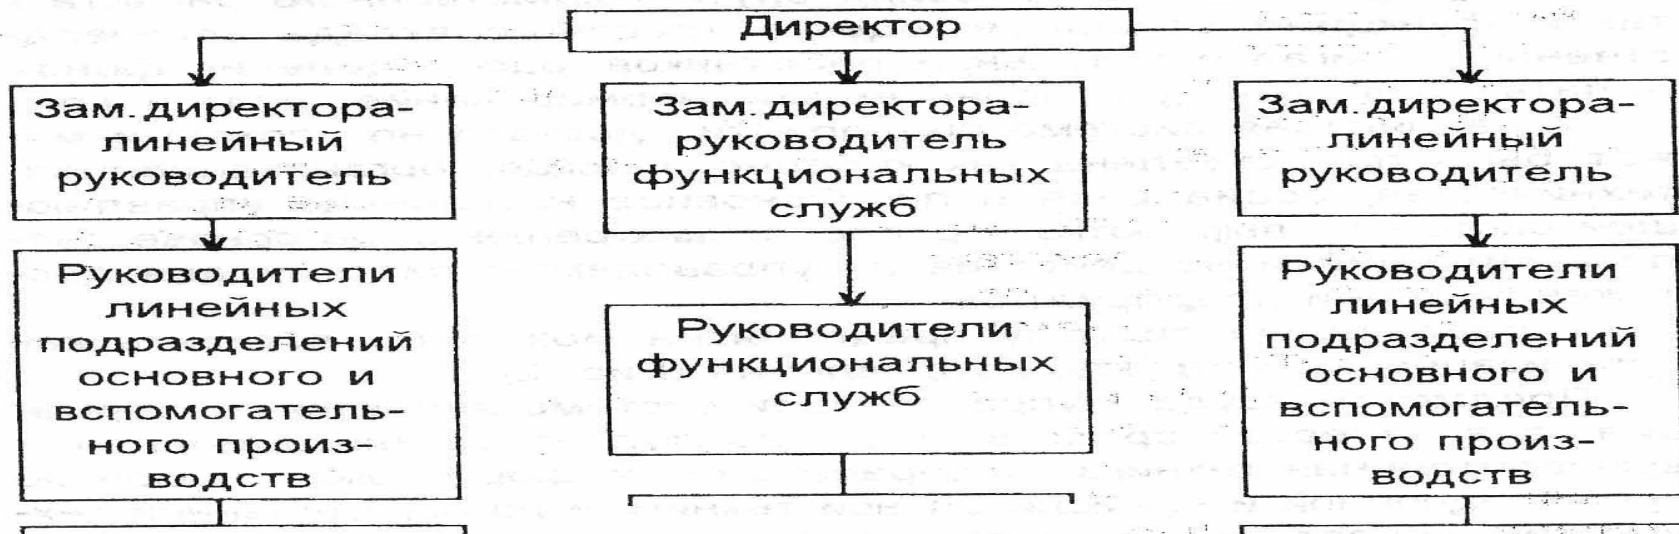 Директор
Зам. директора-
линейный
руководитель
Зам. директора-
руководитель
функциональных
служб
Зам. директора-
линейный
руководитель
Руководители
линейных
подразделений
основного и
вспомогатель-
ного произ-
водств
Руководители
функциональных
служб
Руководители
линейных
подразделений
основного и
вспомогатель-
ного произ-
водств